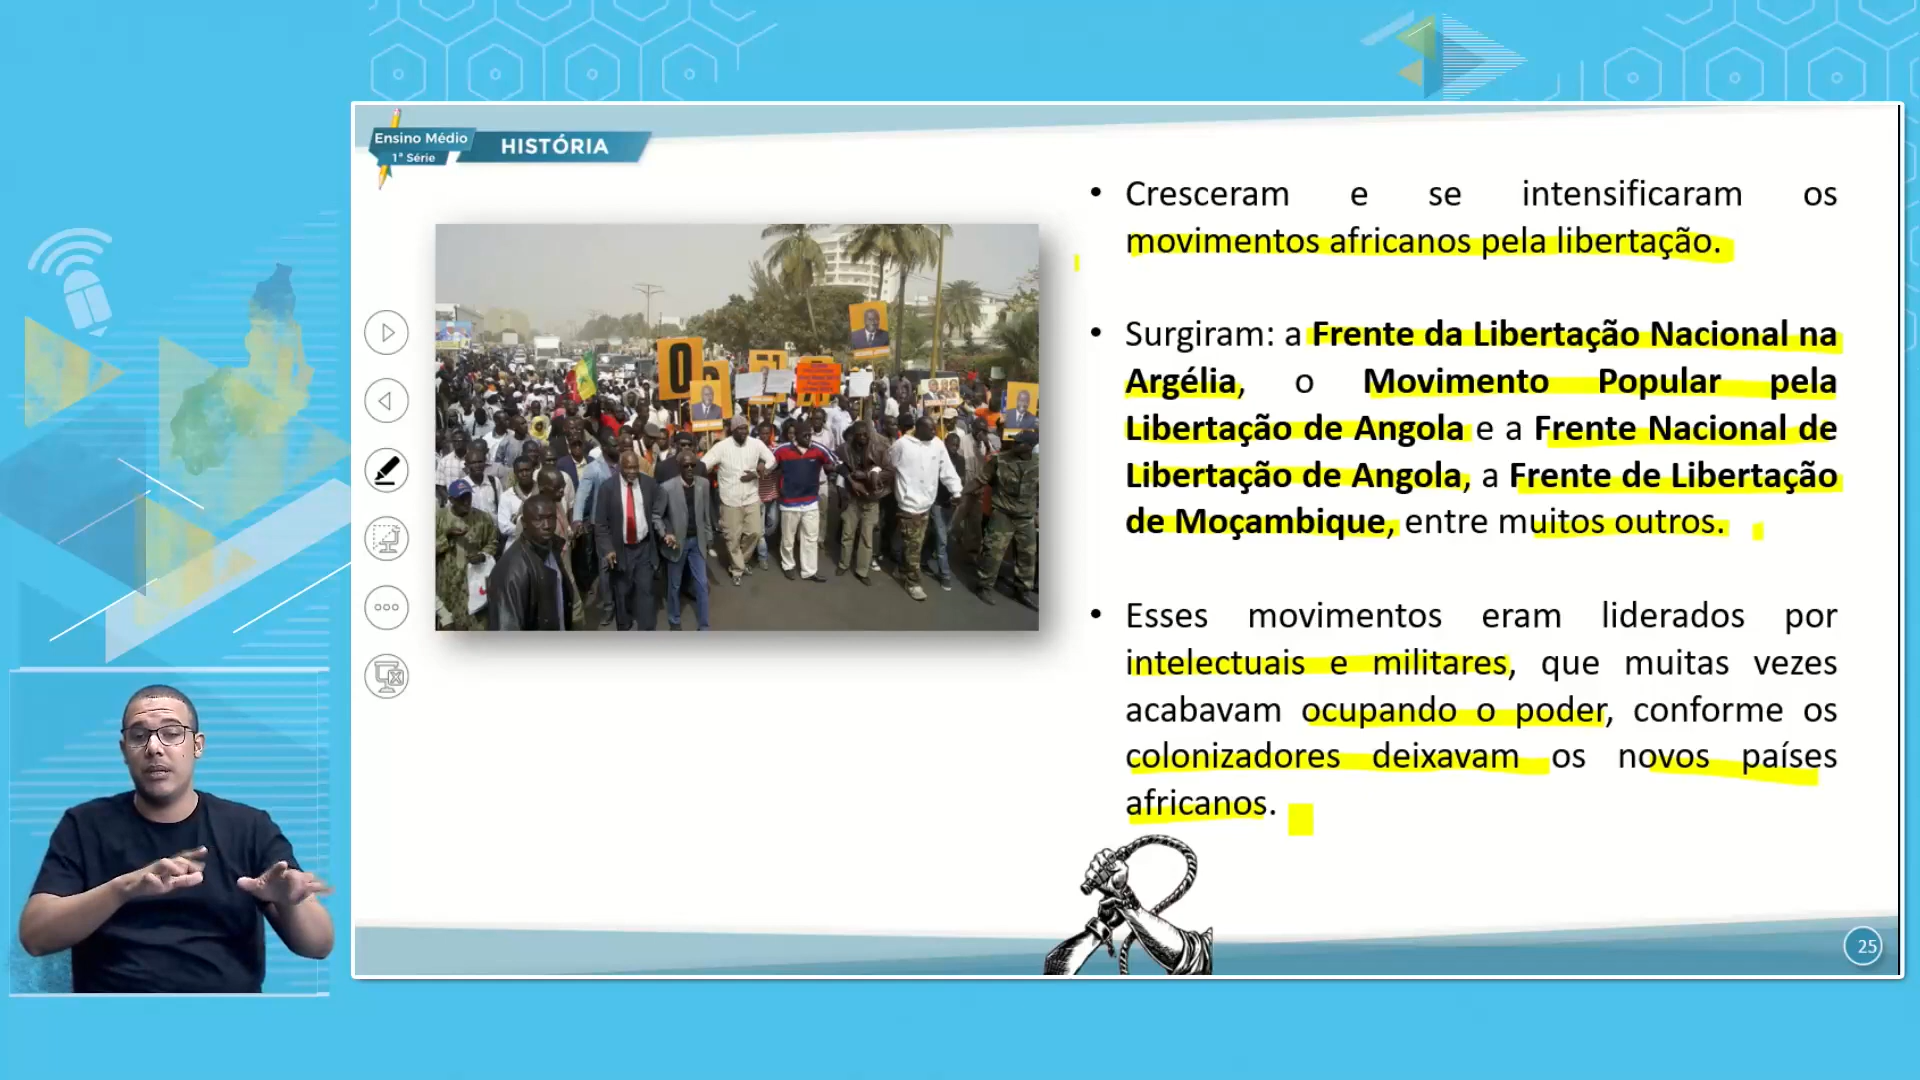 Ensino Médio
1ª Série
HISTÓRIA
• Cresceram e se intensificaram os
movimentos africanos pela libertação.
• Surgiram: a Frente da Libertação Nacional na
Argélia, o Movimento Popular pela
Libertação de Angola e a Frente Nacional de
Libertação de Angola, a Frente de Libertação
de Moçambique, entre muitos outros.
• Esses movimentos eram liderados por
intelectuais e militares, que muitas vezes
acabavam ocupando o poder, conforme os
colonizadores deixavam os novos países
africanos.
25